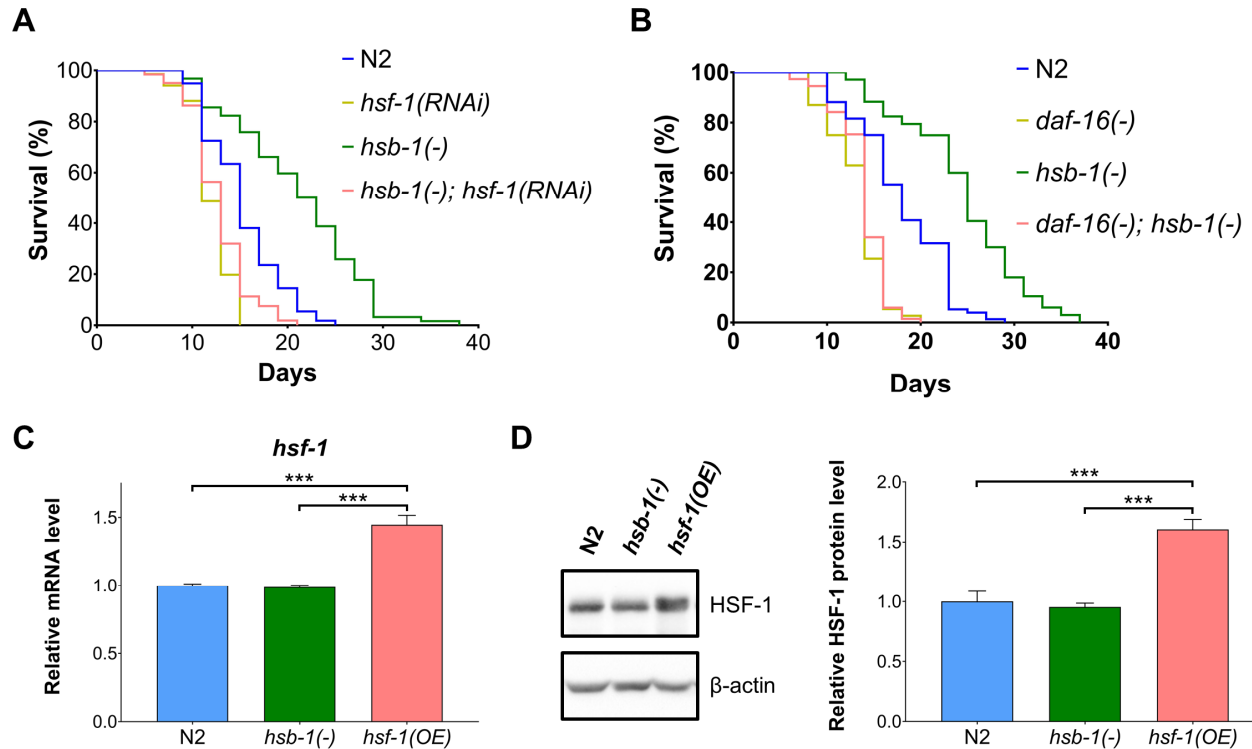 A
N2
hsf-1(RNAi)
hsb-1(-)
hsb-1(-); hsf-1(RNAi)
Survival (%)
100
80
60
40
20
0
0 10 20 30 40
Days
B
N2
daf-16(-)
hsb-1(-)
daf-16(-); hsb-1(-)
Survival (%)
100
80
60
40
20
0
0 10 20 30 40
Days
C
hsf-1
***
***
Relative mRNA level
1.5
1.0
0.5
0.0
N2 hsb-1(-) hsf-1(OE)
D
N2 hsb-1(-) hsf-1(OE)
HSF-1
β-actin
***
***
Relative HSF-1 protein level
2.0
1.5
1.0
0.5
0.0
N2 hsb-1(-) hsf-1(OE)